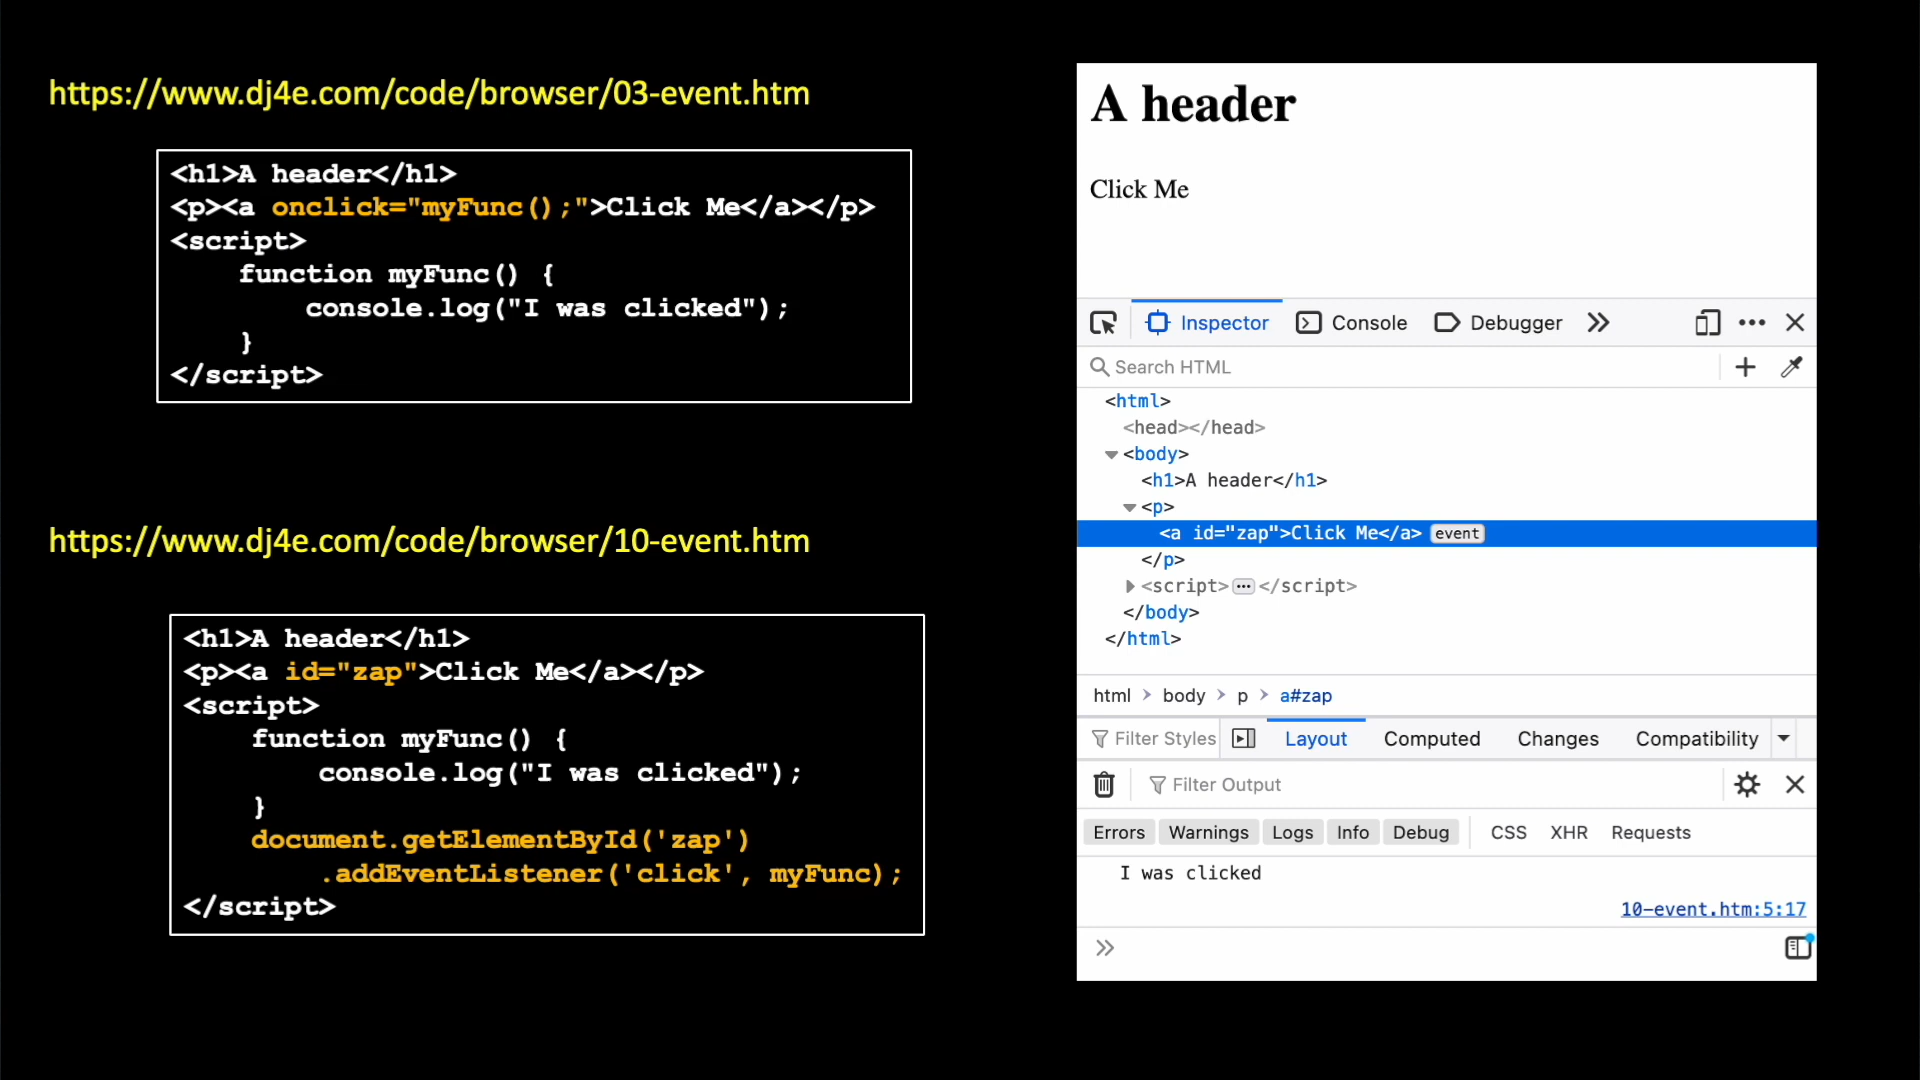 https://www.dj4e.com/code/browser/03-event.htm
<h1>A header</h1>
<p><a onclick="myFunc();">Click Me</a></p>
<script>
    function myFunc() {
        console.log("I was clicked");
    }
</script>
https://www.dj4e.com/code/browser/10-event.htm
<h1>A header</h1>
<p><a id="zap">Click Me</a></p>
<script>
    function myFunc() {
        console.log("I was clicked");
    }
    document.getElementById('zap')
        .addEventListener('click', myFunc);
</script>
A header
Click Me
Inspector Console Debugger
Search HTML
<html>
<head></head>
<body>
<h1>A header</h1>
<p>
<a id="zap">Click Me</a> event
</p>
<script> ··· </script>
</body>
</html>
html > body > p > a#zap
Filter Styles Layout Computed Changes Compatibility
Filter Output
Errors Warnings Logs Info Debug CSS XHR Requests
I was clicked
10-event.htm:5:17